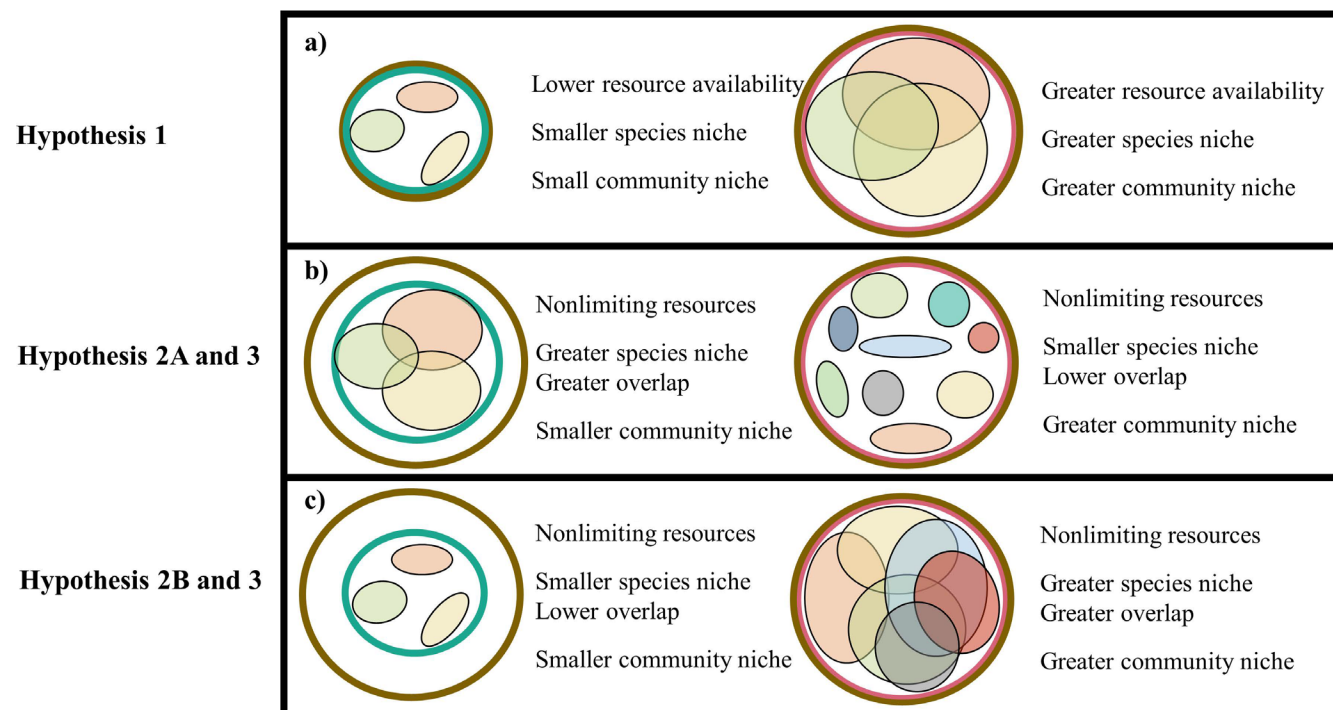 a)
Hypothesis 1
Lower resource availability
Smaller species niche
Small community niche
Greater resource availability
Greater species niche
Greater community niche
b)
Hypothesis 2A and 3
Nonlimiting resources
Greater species niche
Greater overlap
Smaller community niche
Nonlimiting resources
Smaller species niche
Lower overlap
Greater community niche
c)
Hypothesis 2B and 3
Nonlimiting resources
Smaller species niche
Lower overlap
Smaller community niche
Nonlimiting resources
Greater species niche
Greater overlap
Greater community niche